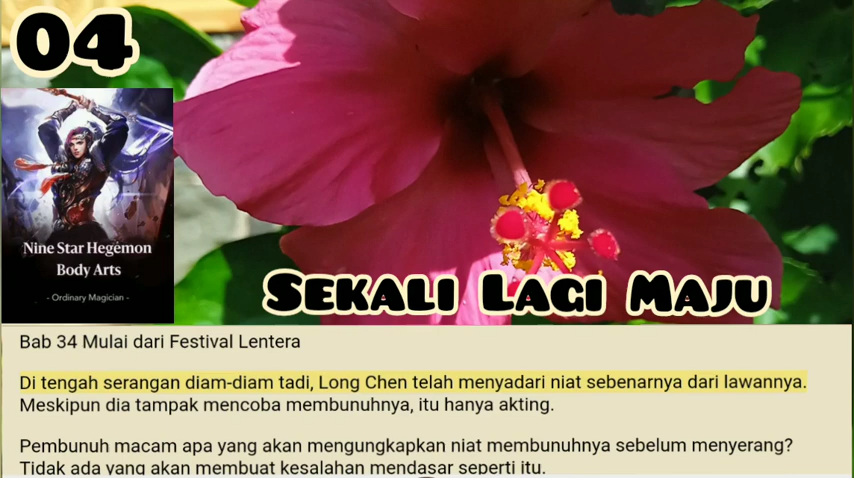 04
Nine Star Hegemon
Body Arts
- Ordinary Magician -
Sekali Lagi Maju
Bab 34 Mulai dari Festival Lentera
Di tengah serangan diam-diam tadi, Long Chen telah menyadari niat sebenarnya dari lawannya.
Meskipun dia tampak mencoba membunuhnya, itu hanya akting.
Pembunuh macam apa yang akan mengungkapkan niat membunuhnya sebelum menyerang?
Tidak ada yang akan membuat kesalahan mendasar seperti itu.